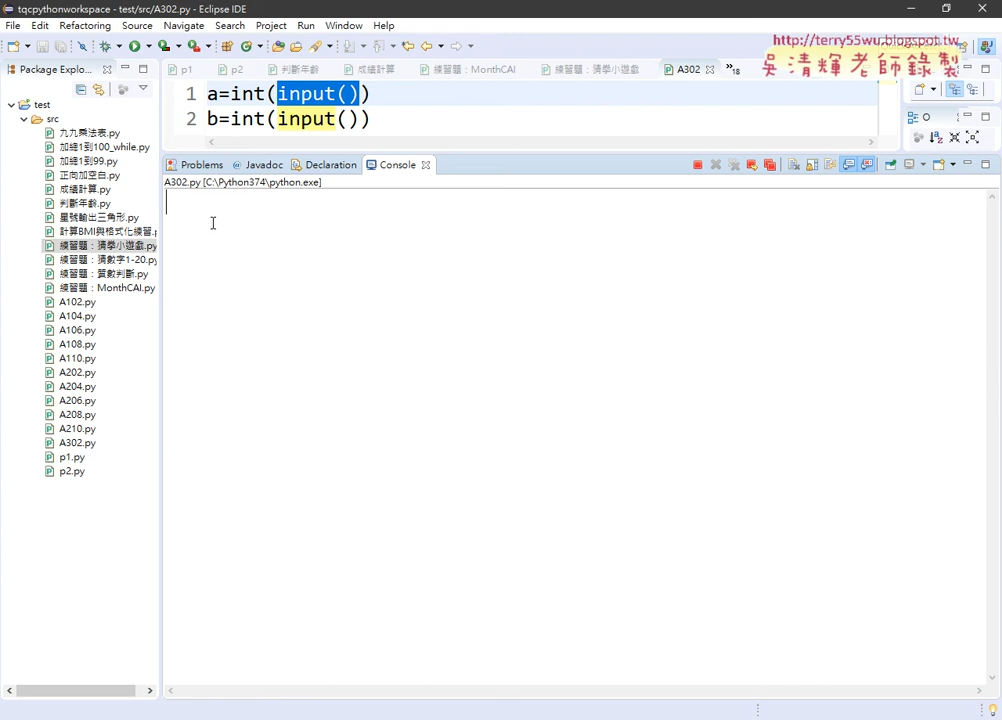 tqcpythonworkspace - test/src/A302.py - Eclipse IDE
File Edit Refactoring Source Navigate Search Project Run Window Help
http://terry55wu.blogspot.tw
吳清輝老師錄製
Package Explo...
p1
p2
判斷年齡
成績計算
練習題：MonthCAI
練習題：猜拳小遊戲
A302
»18
1 a=int(input())
2 b=int(input())
test
src
九九乘法表.py
加總1到100_while.py
加總1到99.py
正向加空白.py
成績計算.py
判斷年齡.py
星號輸出三角形.py
計算BMI與格式化練習.p
練習題：猜拳小遊戲.py
練習題：猜數字1-20.py
練習題：質數判斷.py
練習題：MonthCAI.py
A102.py
A104.py
A106.py
A108.py
A110.py
A202.py
A204.py
A206.py
A208.py
A210.py
A302.py
p1.py
p2.py
Problems @ Javadoc Declaration Console
A302.py [C:\Python374\python.exe]
O